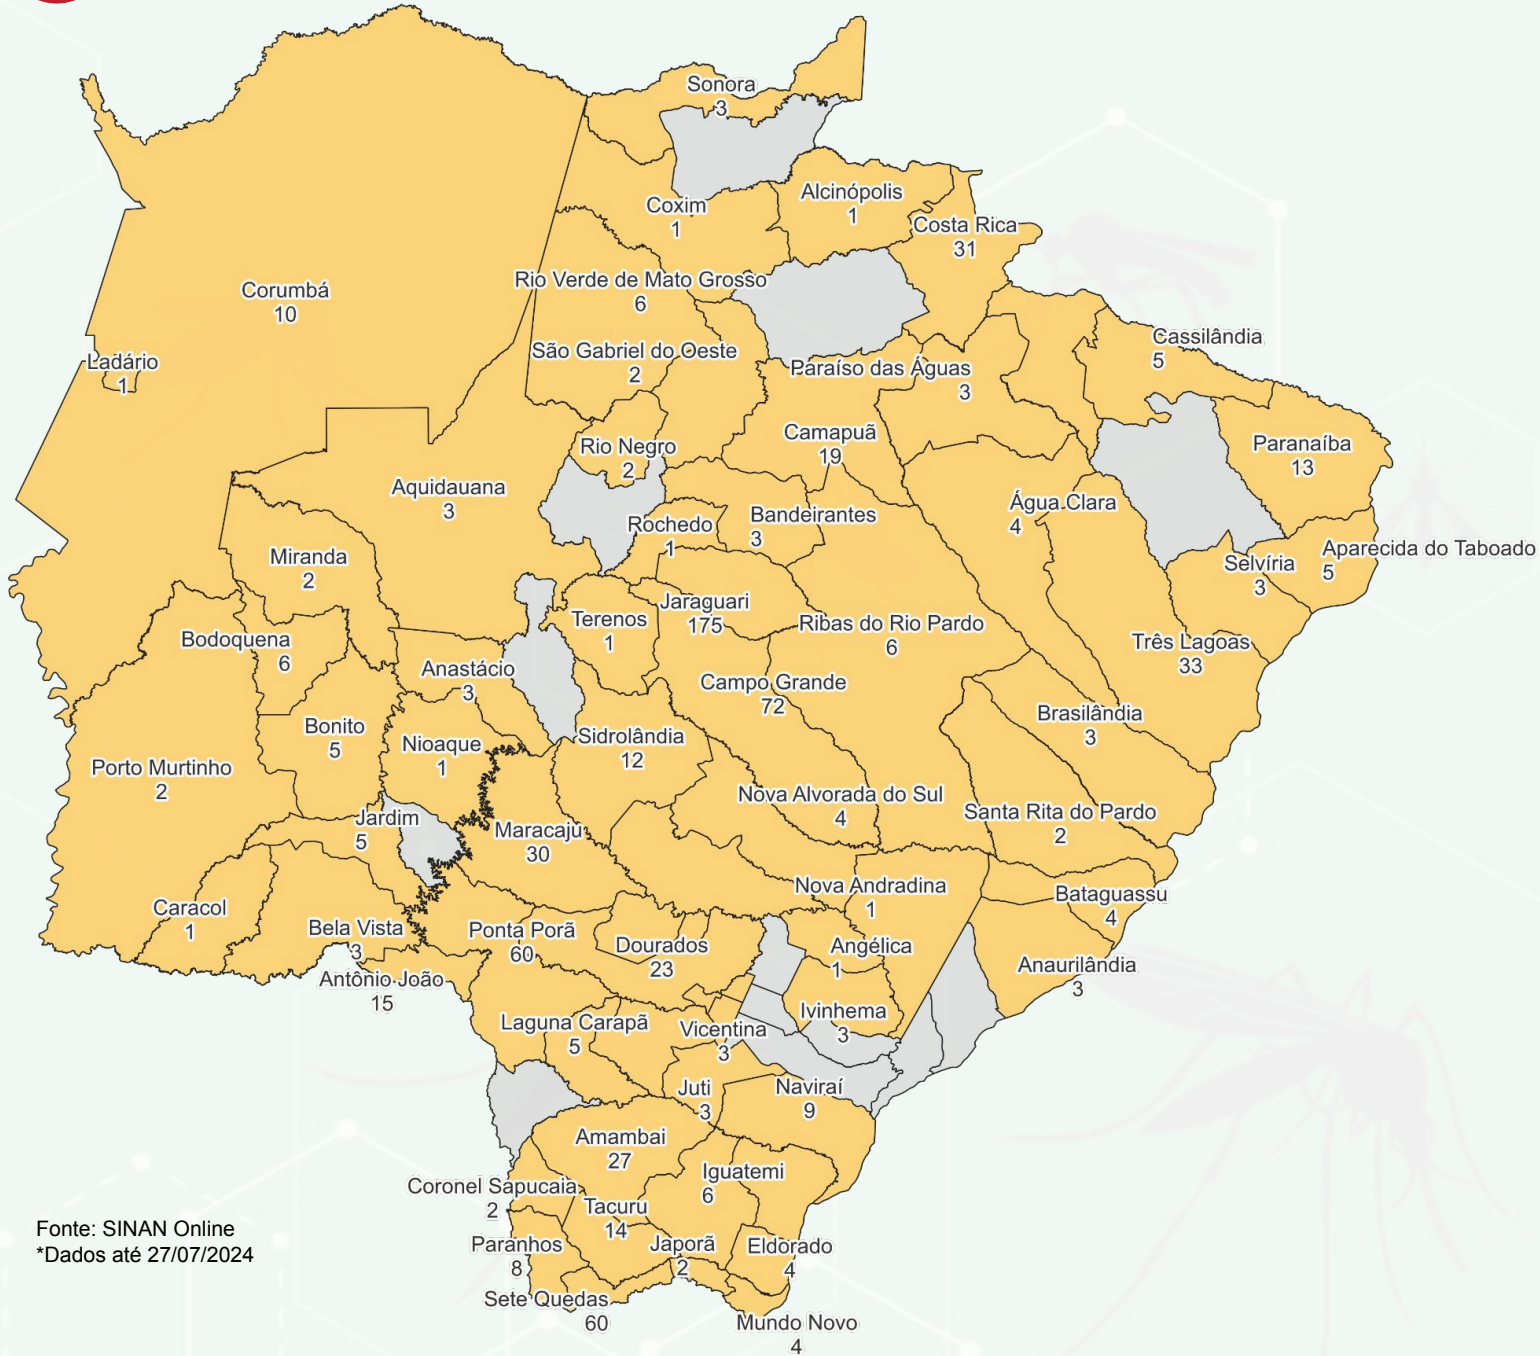 Sonora
3
Alcinópolis
1
Coxim
1
Costa Rica
31
Rio Verde de Mato Grosso
6
Corumbá
10
Cassilândia
5
São Gabriel do Oeste
2
Ladário
1
Paraíso das Águas
3
Camapuã
19
Paranaíba
13
Rio Negro
2
Aquidauana
3
Água Clara
4
Bandeirantes
3
Rochedo
1
Aparecida do Taboado
5
Miranda
2
Selvíria
3
Jaraguari
175
Terenos
1
Ribas do Rio Pardo
6
Bodoquena
6
Três Lagoas
33
Anastácio
3
Campo Grande
72
Brasilândia
3
Bonito
5
Nioaque
1
Sidrolândia
12
Porto Murtinho
2
Nova Alvorada do Sul
4
Santa Rita do Pardo
2
Jardim
5
Maracaju
30
Nova Andradina
1
Bataguassu
4
Caracol
1
Bela Vista
3
Ponta Porã
60
Dourados
23
Angélica
1
Anaurilândia
3
Antônio João
15
Ivinhema
3
Laguna Carapã
5
Vicentina
3
Juti
3
Naviraí
9
Amambai
27
Iguatemi
6
Coronel Sapucaia
2
Tacuru
14
Paranhos
8
Japorã
2
Eldorado
4
Sete Quedas
60
Mundo Novo
4
Fonte: SINAN Online
*Dados até 27/07/2024